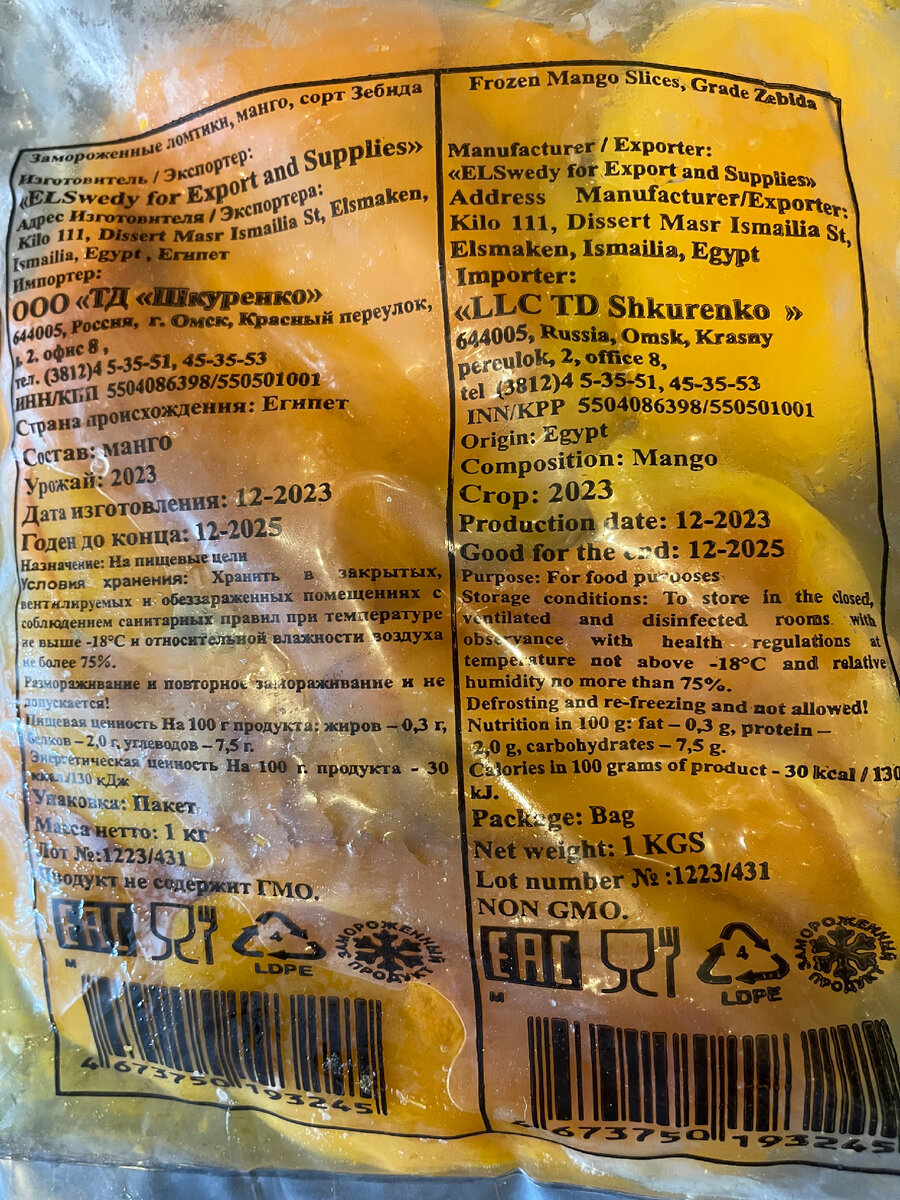 Замороженные ломтики, манго, сорт Зебида
Изготовитель / Экспортер:
«ELSwedy for Export and Supplies»
Адрес Изготовителя / Экспортера:
Kilo 111, Dissert Masr Ismailia St, Elsmaken,
Ismailia, Egypt , Египет
Импортер:
ООО «ТД «Шкуренко»
644005, Россия, г. Омск, Красный переулок,
2, офис 8 ,
тел. (3812)4 5-35-51, 45-35-53
ИНН/КПП 5504086398/550501001
Страна происхождения: Египет
Состав: манго
Урожай: 2023
Дата изготовления: 12-2023
Годен до конца: 12-2025
Назначение: На пищевые цели
Условия хранения: Хранить в закрытых,
вентилируемых и обеззараженных помещениях с
соблюдением санитарных правил при температуре
не выше -18°C и относительной влажности воздуха
не более 75%.
Размораживание и повторное замораживание и не
допускается!
Пищевая ценность На 100 г продукта: жиров – 0,3 г,
белков – 2,0 г, углеводов – 7,5 г.
Энергетическая ценность На 100 г. продукта - 30
ккал/130 кДж
Упаковка: Пакет
Масса нетто: 1 кг
Лот №:1223/431
Продукт не содержит ГМО.
EAC
4
LDPE
ЗАМОРОЖЕННЫЙ ПРОДУКТ
M
4 673750 193245
Frozen Mango Slices, Grade Zebida
Manufacturer / Exporter:
«ELSwedy for Export and Supplies»
Address Manufacturer/Exporter:
Kilo 111, Dissert Masr Ismailia St,
Elsmaken, Ismailia, Egypt
Importer:
«LLC TD Shkurenko »
644005, Russia, Omsk, Krasny
pereulok, 2, office 8,
tel (3812)4 5-35-51, 45-35-53
INN/KPP 5504086398/550501001
Origin: Egypt
Composition: Mango
Crop: 2023
Production date: 12-2023
Good for the end: 12-2025
Purpose: For food purposes
Storage conditions: To store in the closed,
ventilated and disinfected rooms with
observance with health regulations at
temperature not above -18°C and relative
humidity no more than 75%.
Defrosting and re-freezing and not allowed!
Nutrition in 100 g: fat – 0,3 g, protein –
2,0 g, carbohydrates – 7,5 g.
Calories in 100 grams of product - 30 kcal / 130
kJ.
Package: Bag
Net weight: 1 KGS
Lot number № :1223/431
NON GMO.
EAC
4
LDPE
ЗАМОРОЖЕННЫЙ ПРОДУКТ
M
4 673750 193245